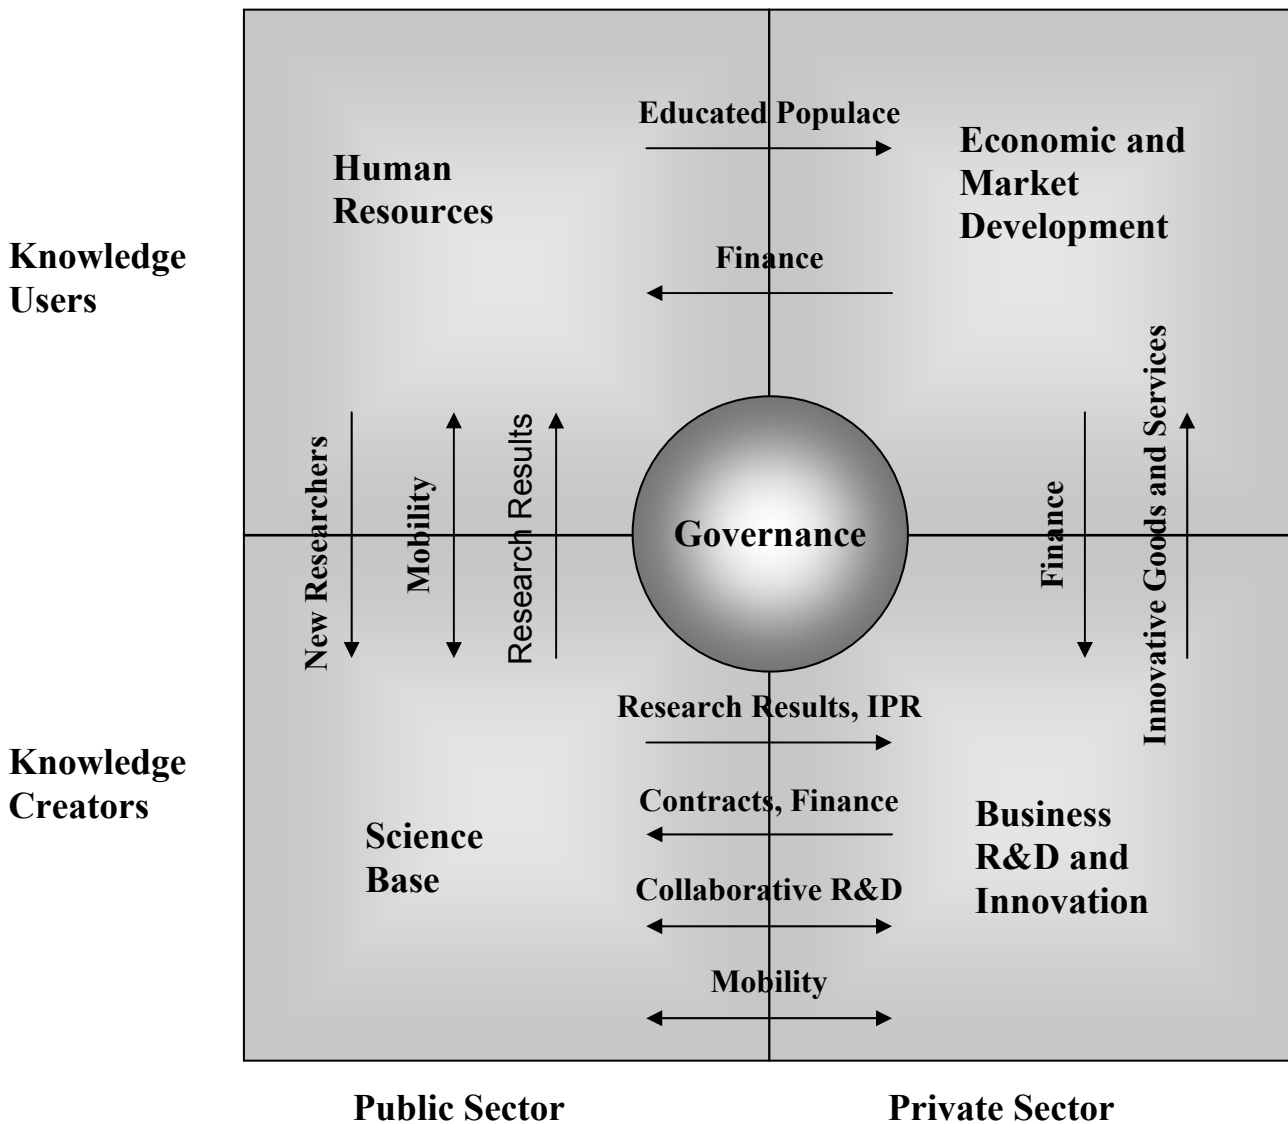 Educated Populace
Human
Resources
Economic and
Market
Development
Knowledge
Users
Finance
New Researchers
Mobility
Research Results
Governance
Finance
Innovative Goods and Services
Research Results, IPR
Knowledge
Creators
Contracts, Finance
Science
Base
Business
R&D and
Innovation
Collaborative R&D
Mobility
Public Sector
Private Sector